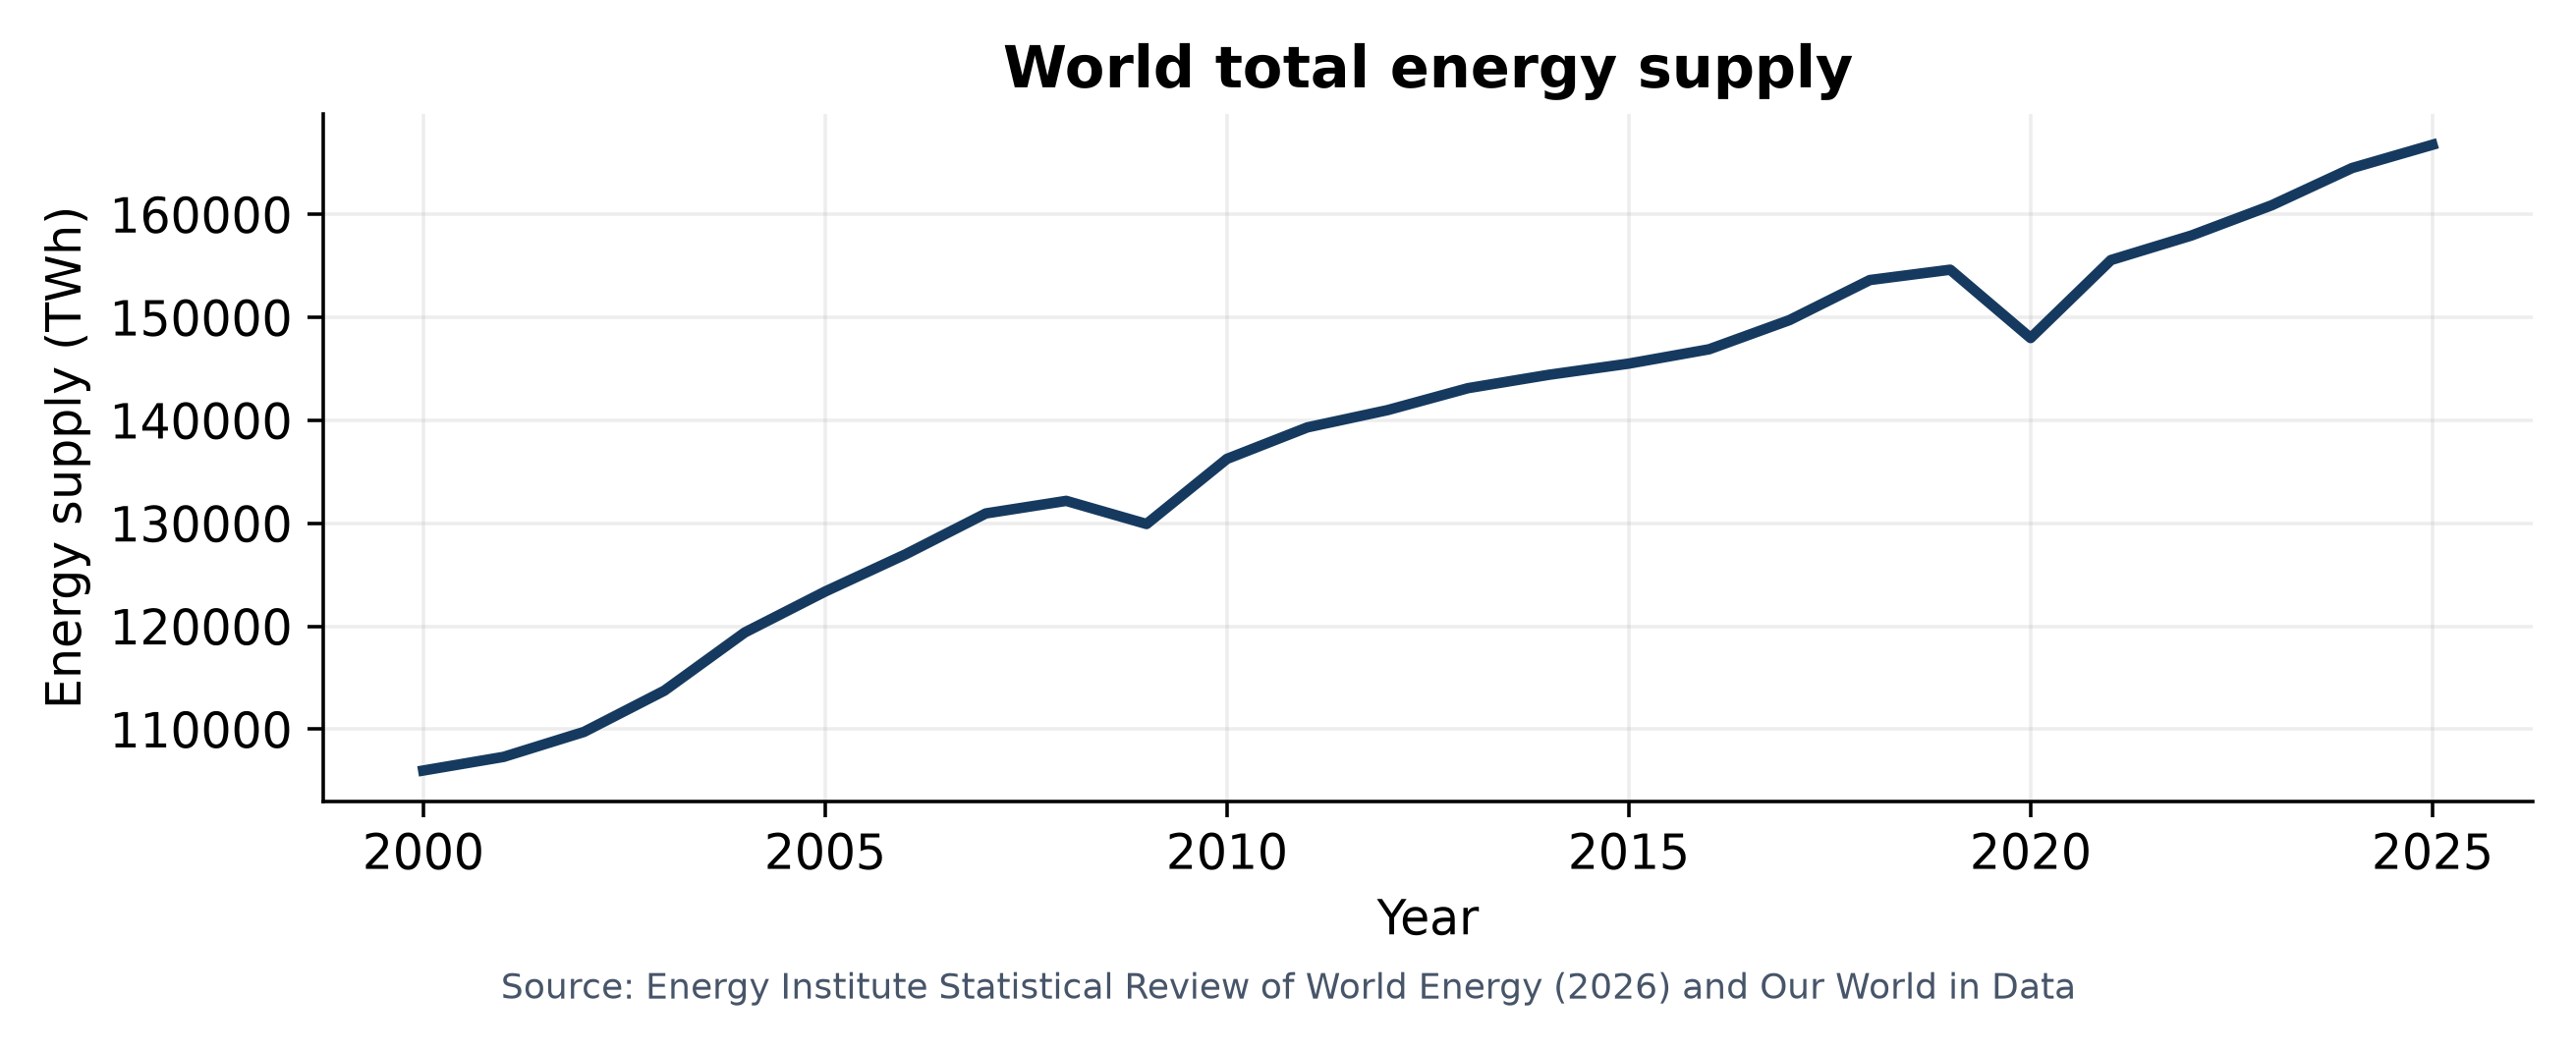 World total energy supply
Energy supply (TWh)
160000
150000
140000
130000
120000
110000
2000 2005 2010 2015 2020 2025
Year
Source: Energy Institute Statistical Review of World Energy (2026) and Our World in Data